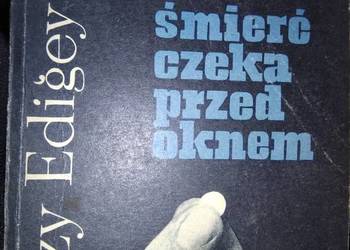 zy Edigey
śmierć
czeka
przed
oknem